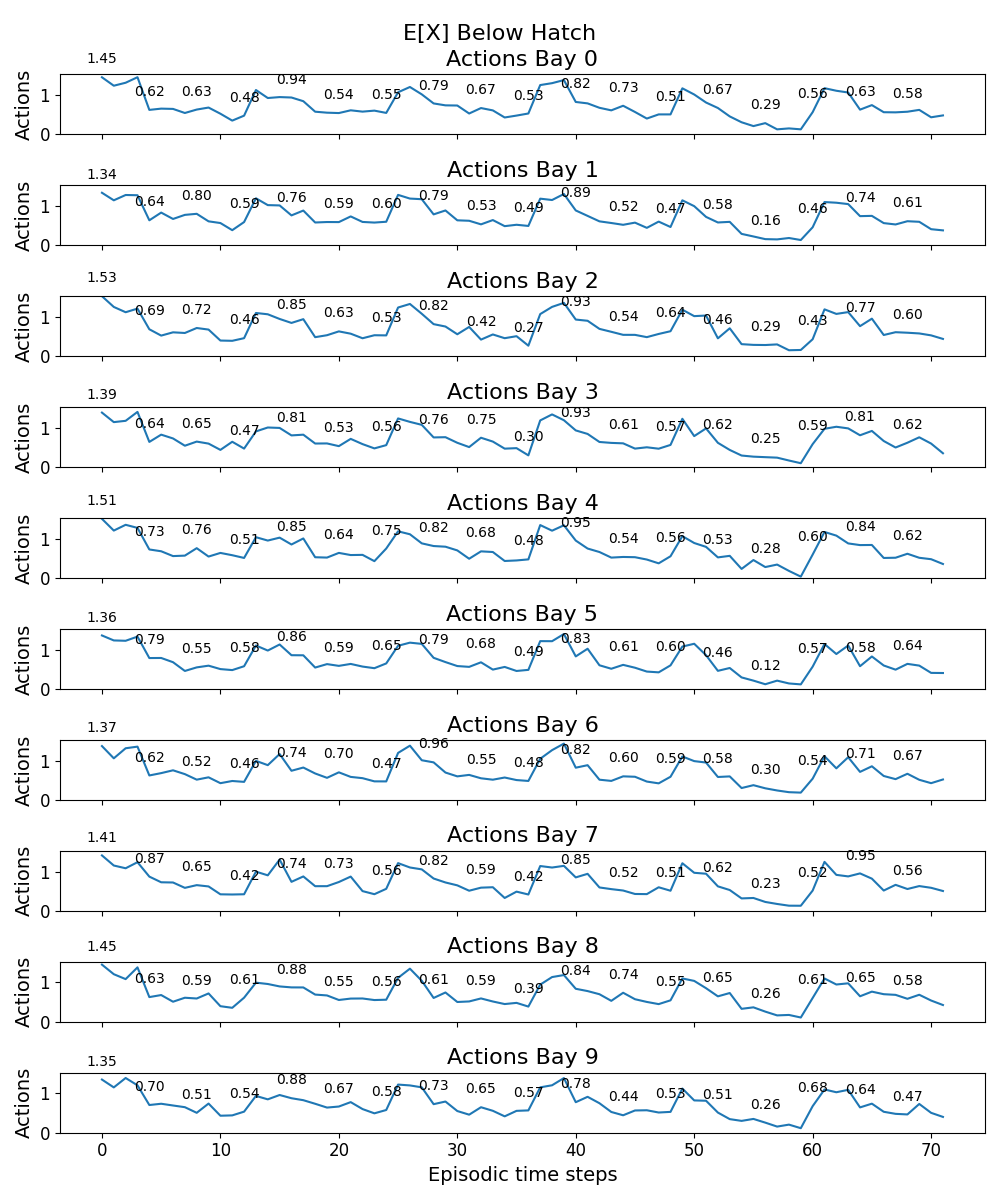 E[X] Below Hatch
Actions Bay 0
1.45 0.62 0.63 0.48 0.94 0.54 0.55 0.79 0.67 0.53 0.82 0.73 0.51 0.67 0.29 0.56 0.63 0.58
Actions
1
0
Actions Bay 1
1.34 0.64 0.80 0.59 0.76 0.59 0.60 0.79 0.53 0.49 0.89 0.52 0.47 0.58 0.16 0.46 0.74 0.61
Actions
1
0
Actions Bay 2
1.53 0.69 0.72 0.46 0.85 0.63 0.53 0.82 0.42 0.27 0.93 0.54 0.64 0.46 0.29 0.43 0.77 0.60
Actions
1
0
Actions Bay 3
1.39 0.64 0.65 0.47 0.81 0.53 0.56 0.76 0.75 0.30 0.93 0.61 0.57 0.62 0.25 0.59 0.81 0.62
Actions
1
0
Actions Bay 4
1.51 0.73 0.76 0.51 0.85 0.64 0.75 0.82 0.68 0.48 0.95 0.54 0.56 0.53 0.28 0.60 0.84 0.62
Actions
1
0
Actions Bay 5
1.36 0.79 0.55 0.58 0.86 0.59 0.65 0.79 0.68 0.49 0.83 0.61 0.60 0.46 0.12 0.57 0.58 0.64
Actions
1
0
Actions Bay 6
1.37 0.62 0.52 0.46 0.74 0.70 0.47 0.96 0.55 0.48 0.82 0.60 0.59 0.58 0.30 0.54 0.71 0.67
Actions
1
0
Actions Bay 7
1.41 0.87 0.65 0.42 0.74 0.73 0.56 0.82 0.59 0.42 0.85 0.52 0.51 0.62 0.23 0.52 0.95 0.56
Actions
1
0
Actions Bay 8
1.45 0.63 0.59 0.61 0.88 0.55 0.56 0.61 0.59 0.39 0.84 0.74 0.55 0.65 0.26 0.61 0.65 0.58
Actions
1
0
Actions Bay 9
1.35 0.70 0.51 0.54 0.88 0.67 0.58 0.73 0.65 0.57 0.78 0.44 0.53 0.51 0.26 0.68 0.64 0.47
Actions
1
0
0 10 20 30 40 50 60 70
Episodic time steps